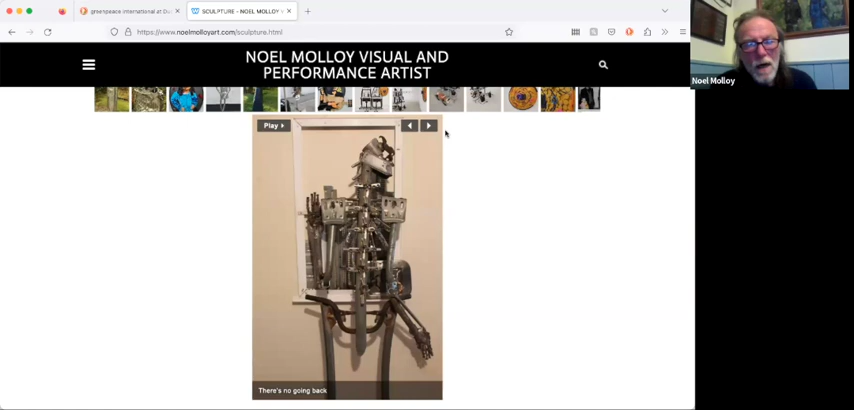 greenpeace international at Du
SCULPTURE - NOEL MOLLOY V
https://www.noelmolloyart.com/sculpture.html
NOEL MOLLOY VISUAL AND
PERFORMANCE ARTIST
Noel Molloy
Play
There's no going back